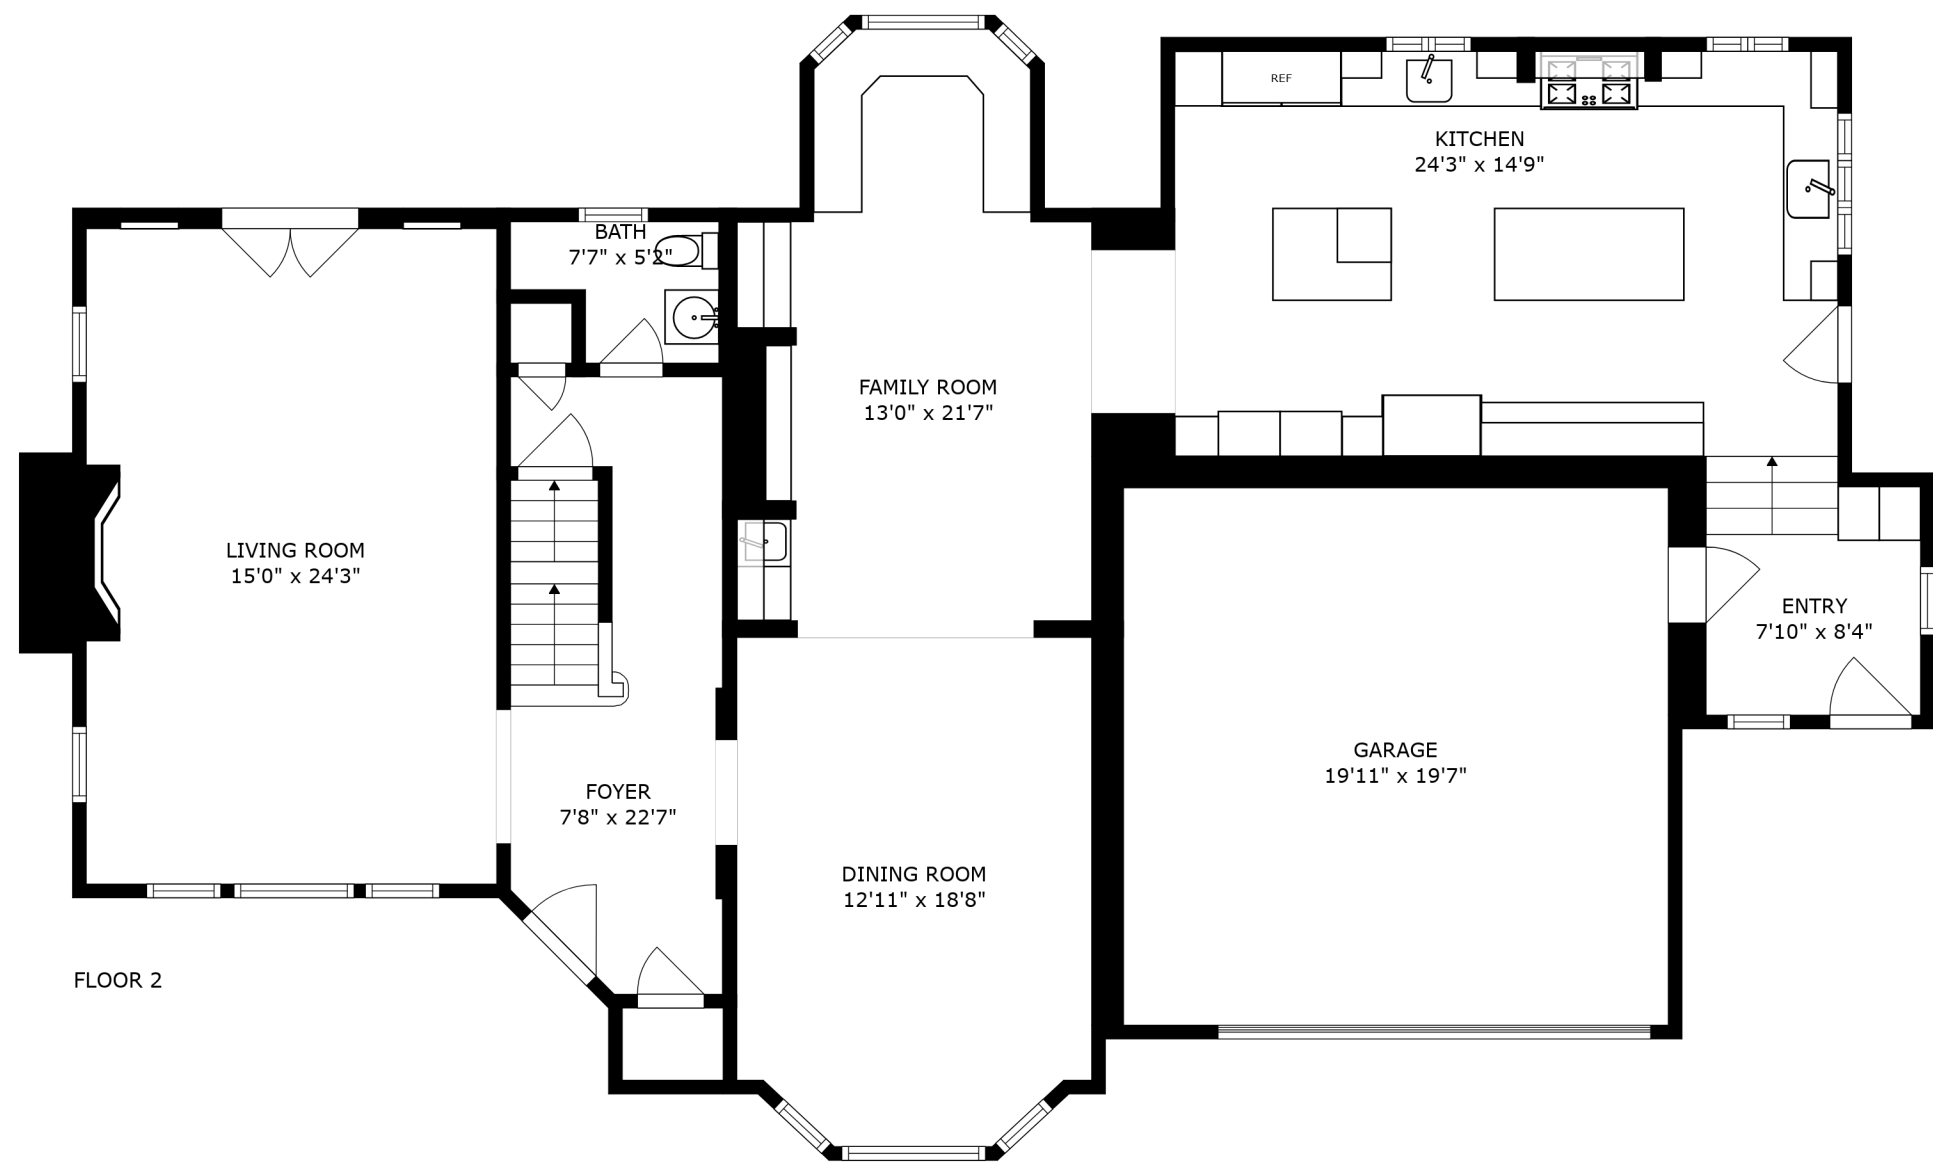 REF
KITCHEN
24'3" x 14'9"
BATH
7'7" x 5'2"
FAMILY ROOM
13'0" x 21'7"
LIVING ROOM
15'0" x 24'3"
ENTRY
7'10" x 8'4"
GARAGE
19'11" x 19'7"
FOYER
7'8" x 22'7"
DINING ROOM
12'11" x 18'8"
FLOOR 2